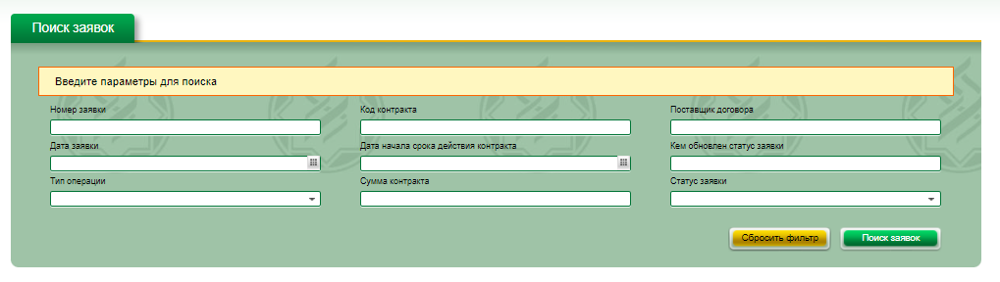 Поиск заявок
Введите параметры для поиска
Номер заявки
Код контракта
Поставщик договора
Дата заявки
Дата начала срока действия контракта
Кем обновлен статус заявки
Тип операции
Сумма контракта
Статус заявки
Сбросить фильтр
Поиск заявок